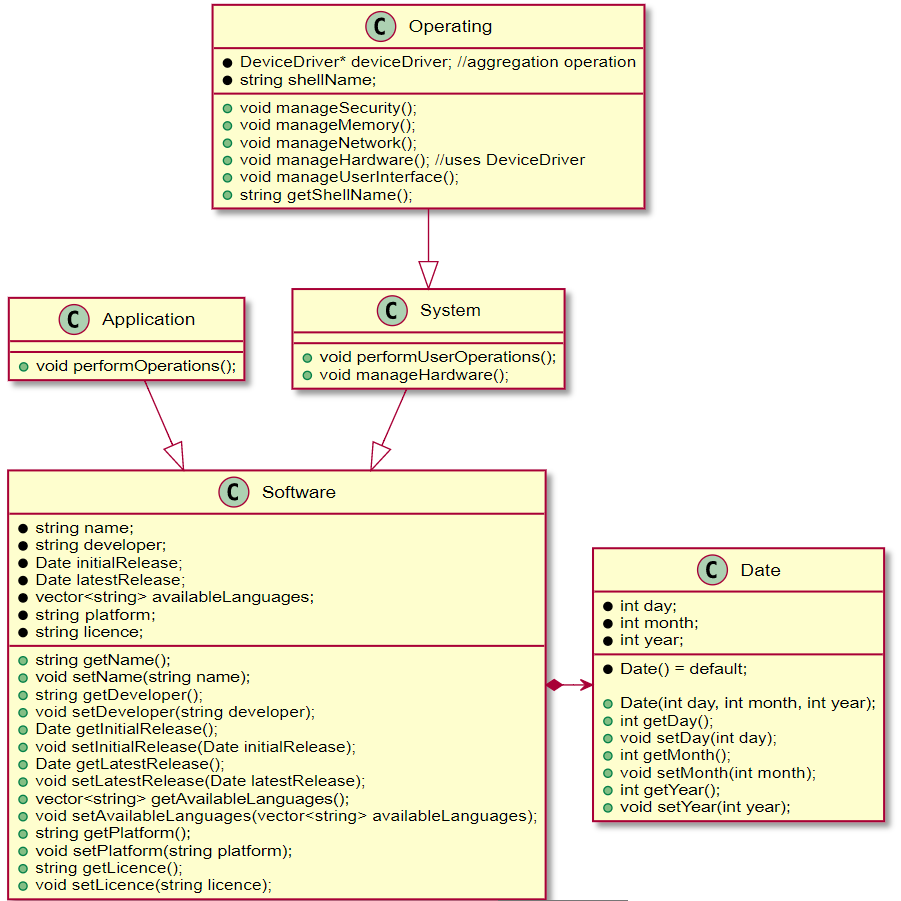 C Operating
DeviceDriver* deviceDriver; //aggregation operation
string shellName;
void manageSecurity();
void manageMemory();
void manageNetwork();
void manageHardware(); //uses DeviceDriver
void manageUserInterface();
string getShellName();
C Application
void performOperations();
C System
void performUserOperations();
void manageHardware();
C Software
string name;
string developer;
Date initialRelease;
Date latestRelease;
vector<string> availableLanguages;
string platform;
string licence;
string getName();
void setName(string name);
string getDeveloper();
void setDeveloper(string developer);
Date getInitialRelease();
void setInitialRelease(Date initialRelease);
Date getLatestRelease();
void setLatestRelease(Date latestRelease);
vector<string> getAvailableLanguages();
void setAvailableLanguages(vector<string> availableLanguages);
string getPlatform();
void setPlatform(string platform);
string getLicence();
void setLicence(string licence);
C Date
int day;
int month;
int year;
Date() = default;
Date(int day, int month, int year);
int getDay();
void setDay(int day);
int getMonth();
void setMonth(int month);
int getYear();
void setYear(int year);